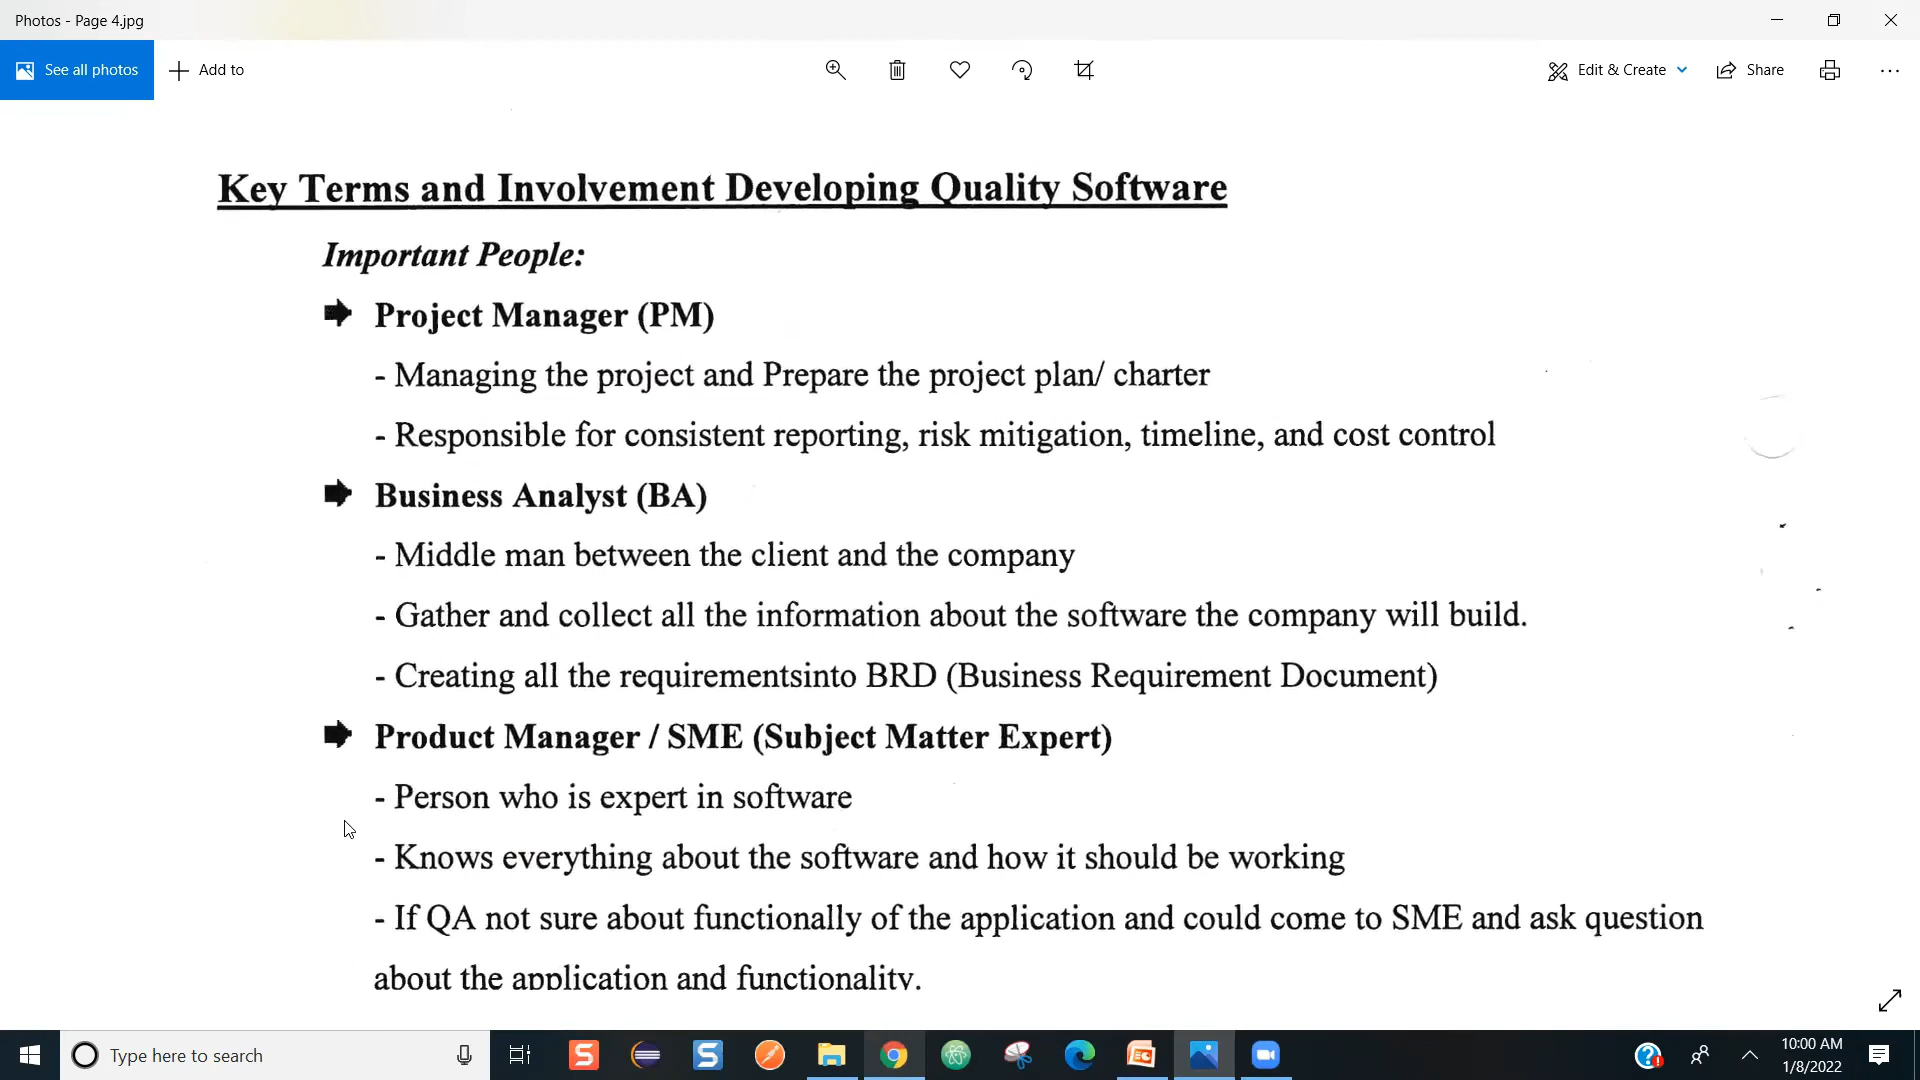 Photos - Page 4.jpg
See all photos
Add to
Edit & Create
Share
Key Terms and Involvement Developing Quality Software
Important People:
Project Manager (PM)
- Managing the project and Prepare the project plan/ charter
- Responsible for consistent reporting, risk mitigation, timeline, and cost control
Business Analyst (BA)
- Middle man between the client and the company
- Gather and collect all the information about the software the company will build.
- Creating all the requirementsinto BRD (Business Requirement Document)
Product Manager / SME (Subject Matter Expert)
- Person who is expert in software
- Knows everything about the software and how it should be working
- If QA not sure about functionally of the application and could come to SME and ask question
about the application and functionality.
Type here to search
10:00 AM
1/8/2022